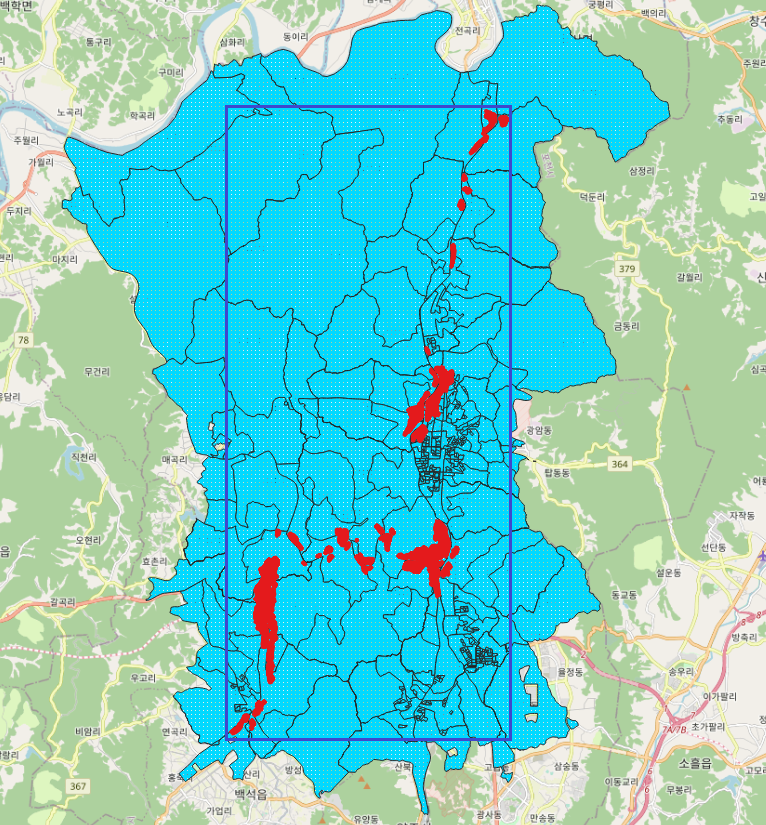 백학면
통구리
삼화리
동이리
전곡리
궁평리
백의리
창수
구미리
주원리
노곡리
학곡리
추동리
주월리
가월리
삼정리
덕둔리
고일
두지리
마지리
379
갈월리
신
금동리
78
무건리
심곡
음담리
광암동
364
직천리
매곡리
탑동동
어룡
자작동
읍
오현리
선단동
효촌리
설운동
갈곡리
동교동
방축리
율정동
송우리
우고리
아가팔리
7A/7B
초가팔리
비암리
연곡리
산북
고읍
삼숭동
소흘읍
고모리
367
산리
방성
이동교리
백석읍
무봉리
가업리
유양동
광사동
만송동